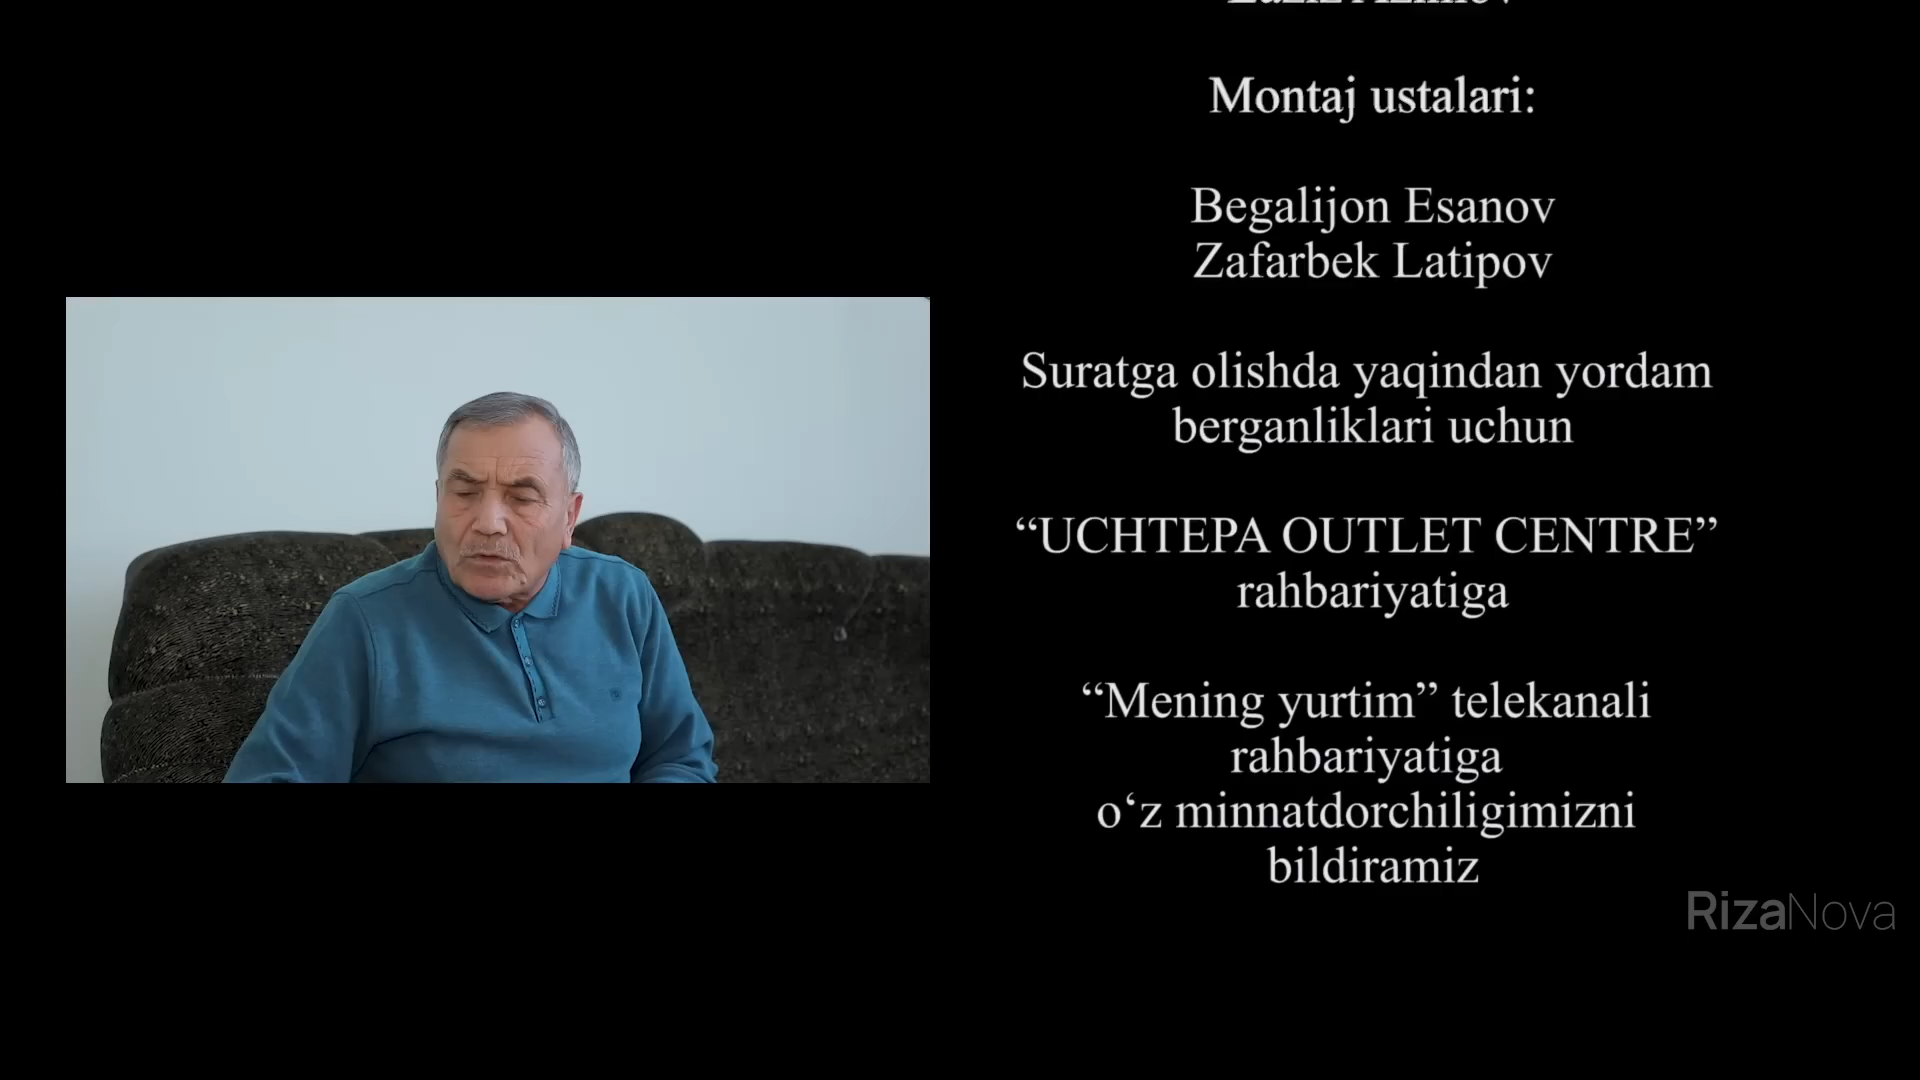 Montaj ustalari:
Begalijon Esanov
Zafarbek Latipov
Suratga olishda yaqindan yordam
berganliklari uchun
“UCHTEPA OUTLET CENTRE”
rahbariyatiga
“Mening yurtim” telekanali
rahbariyatiga
o‘z minnatdorchiligimizni
bildiramiz
RizaNova